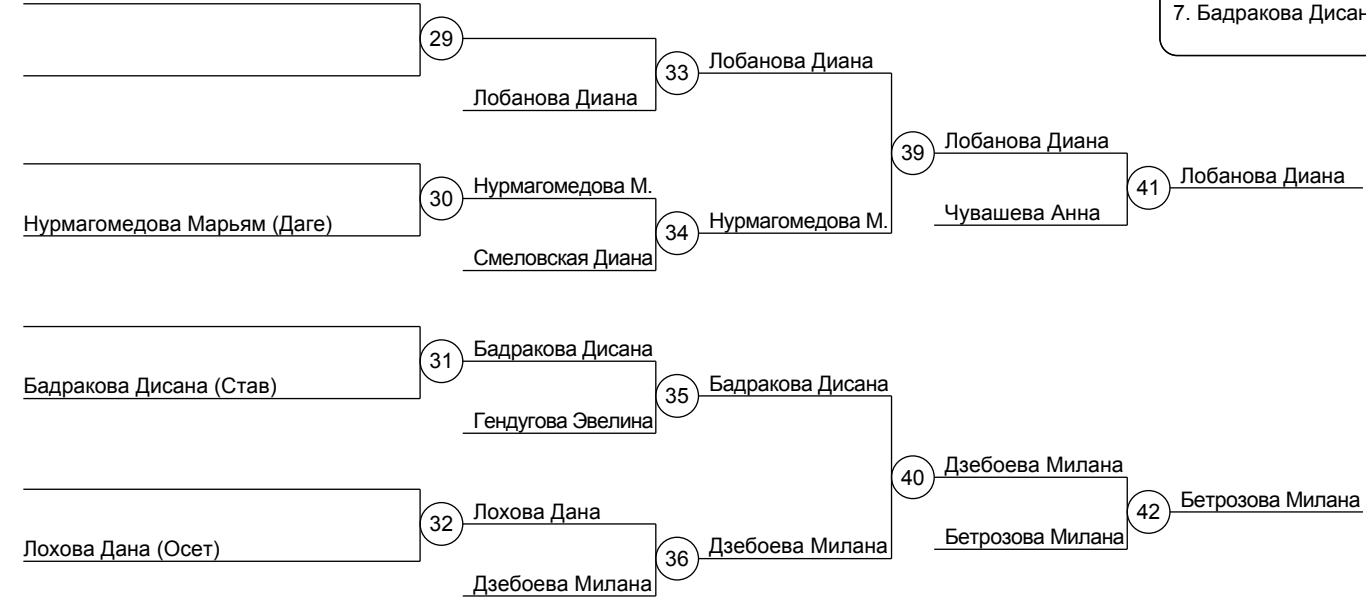 7. Бадракова Дисан
29
33
Лобанова Диана
Лобанова Диана
39
Лобанова Диана
30
Нурмагомедова М.
41
Лобанова Диана
Нурмагомедова Марьям (Даге)
34
Нурмагомедова М.
Чувашева Анна
Смеловская Диана
31
Бадракова Дисана
Бадракова Дисана (Став)
35
Бадракова Дисана
Гендугова Эвелина
40
Дзебоева Милана
32
Лохова Дана
42
Бетрозова Милана
Лохова Дана (Осет)
36
Дзебоева Милана
Бетрозова Милана
Дзебоева Милана